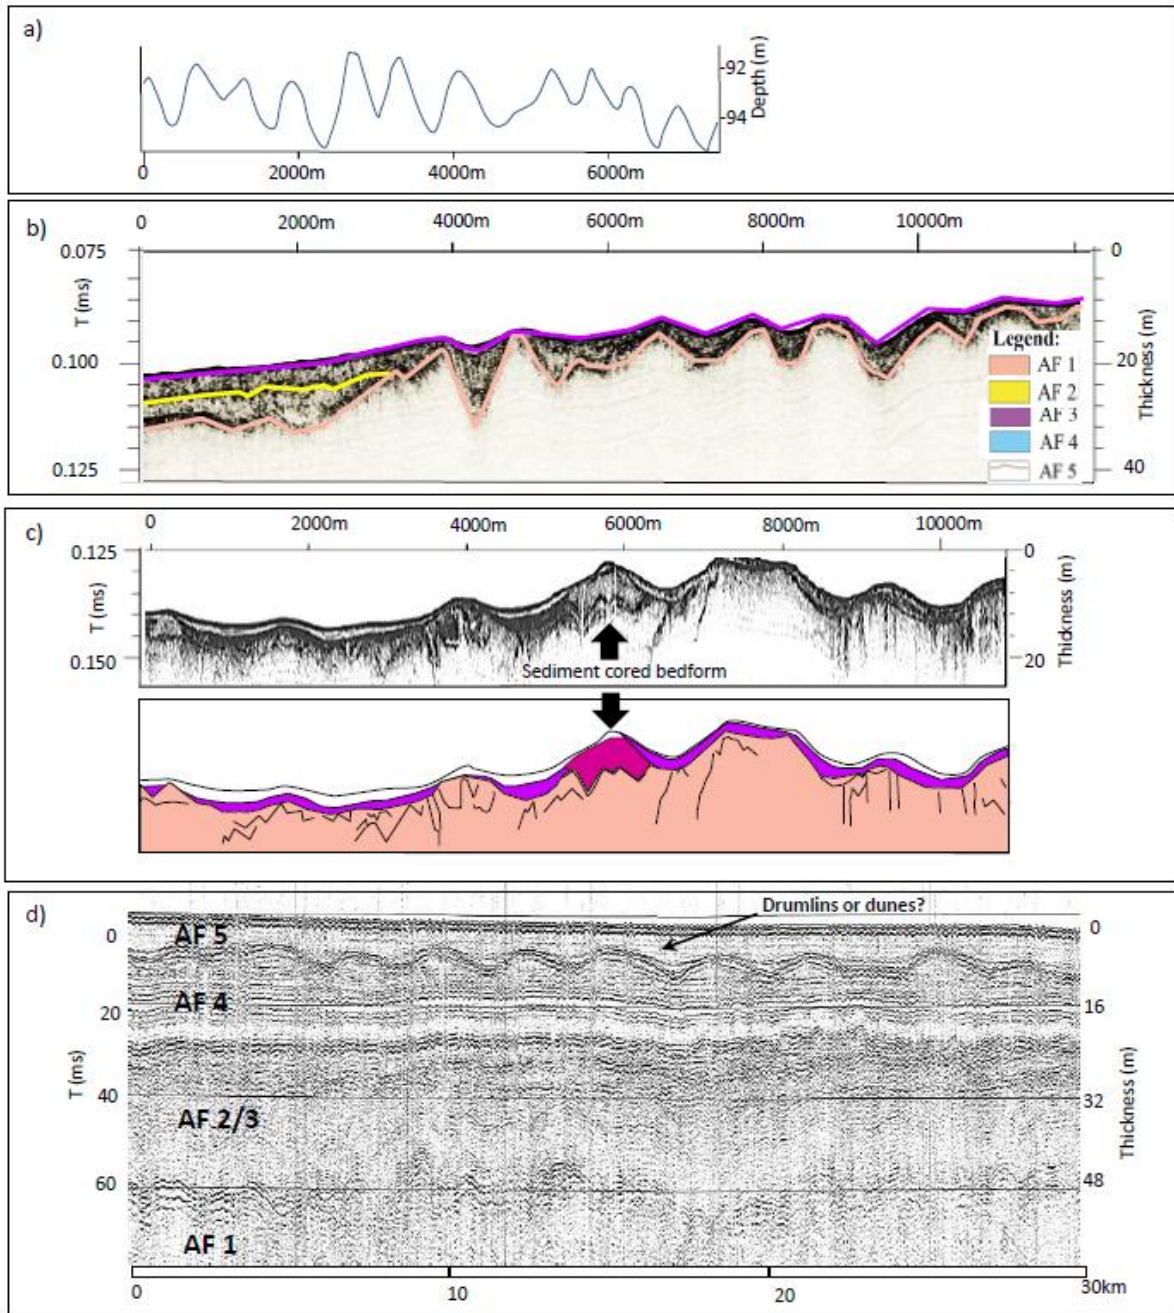 a)
92
94
Depth (m)
0 2000m 4000m 6000m
b)
0 2000m 4000m 6000m 8000m 10000m
0.075
0
T (ms)
0.100
20
Thickness (m)
0.125
40
Legend:
AF 1
AF 2
AF 3
AF 4
AF 5
c)
0 2000m 4000m 6000m 8000m 10000m
0.125
0
T (ms)
Thickness (m)
0.150
20
Sediment cored bedform
d)
Drumlins or dunes?
0
0
AF 5
AF 4
16
20
T (ms)
Thickness (m)
40
32
AF 2/3
60
48
AF 1
0 10 20 30km